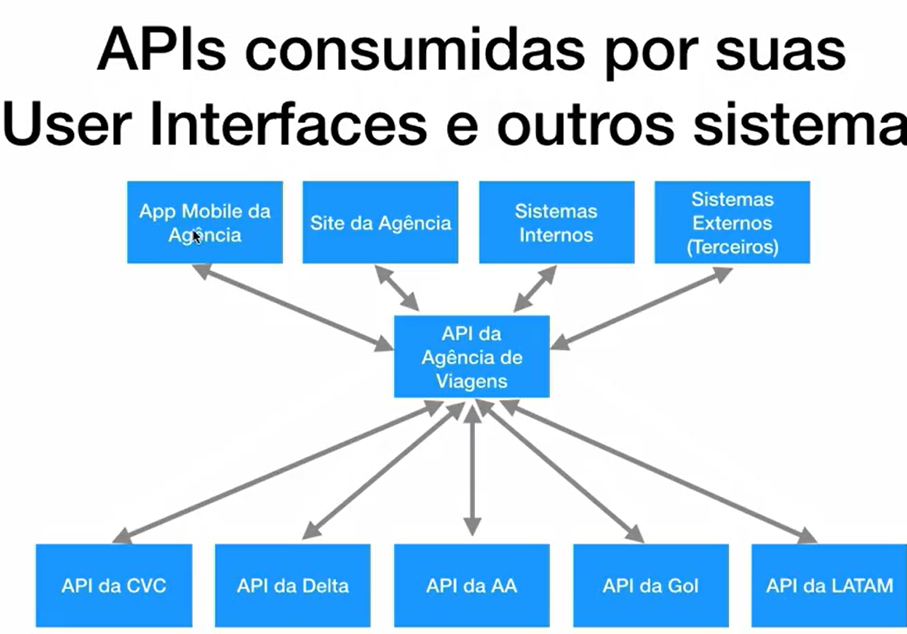 APIs consumidas por suas
User Interfaces e outros sistema
App Mobile da
Agência
Site da Agência
Sistemas
Internos
Sistemas
Externos
(Terceiros)
API da
Agência de
Viagens
API da CVC
API da Delta
API da AA
API da Gol
API da LATAM